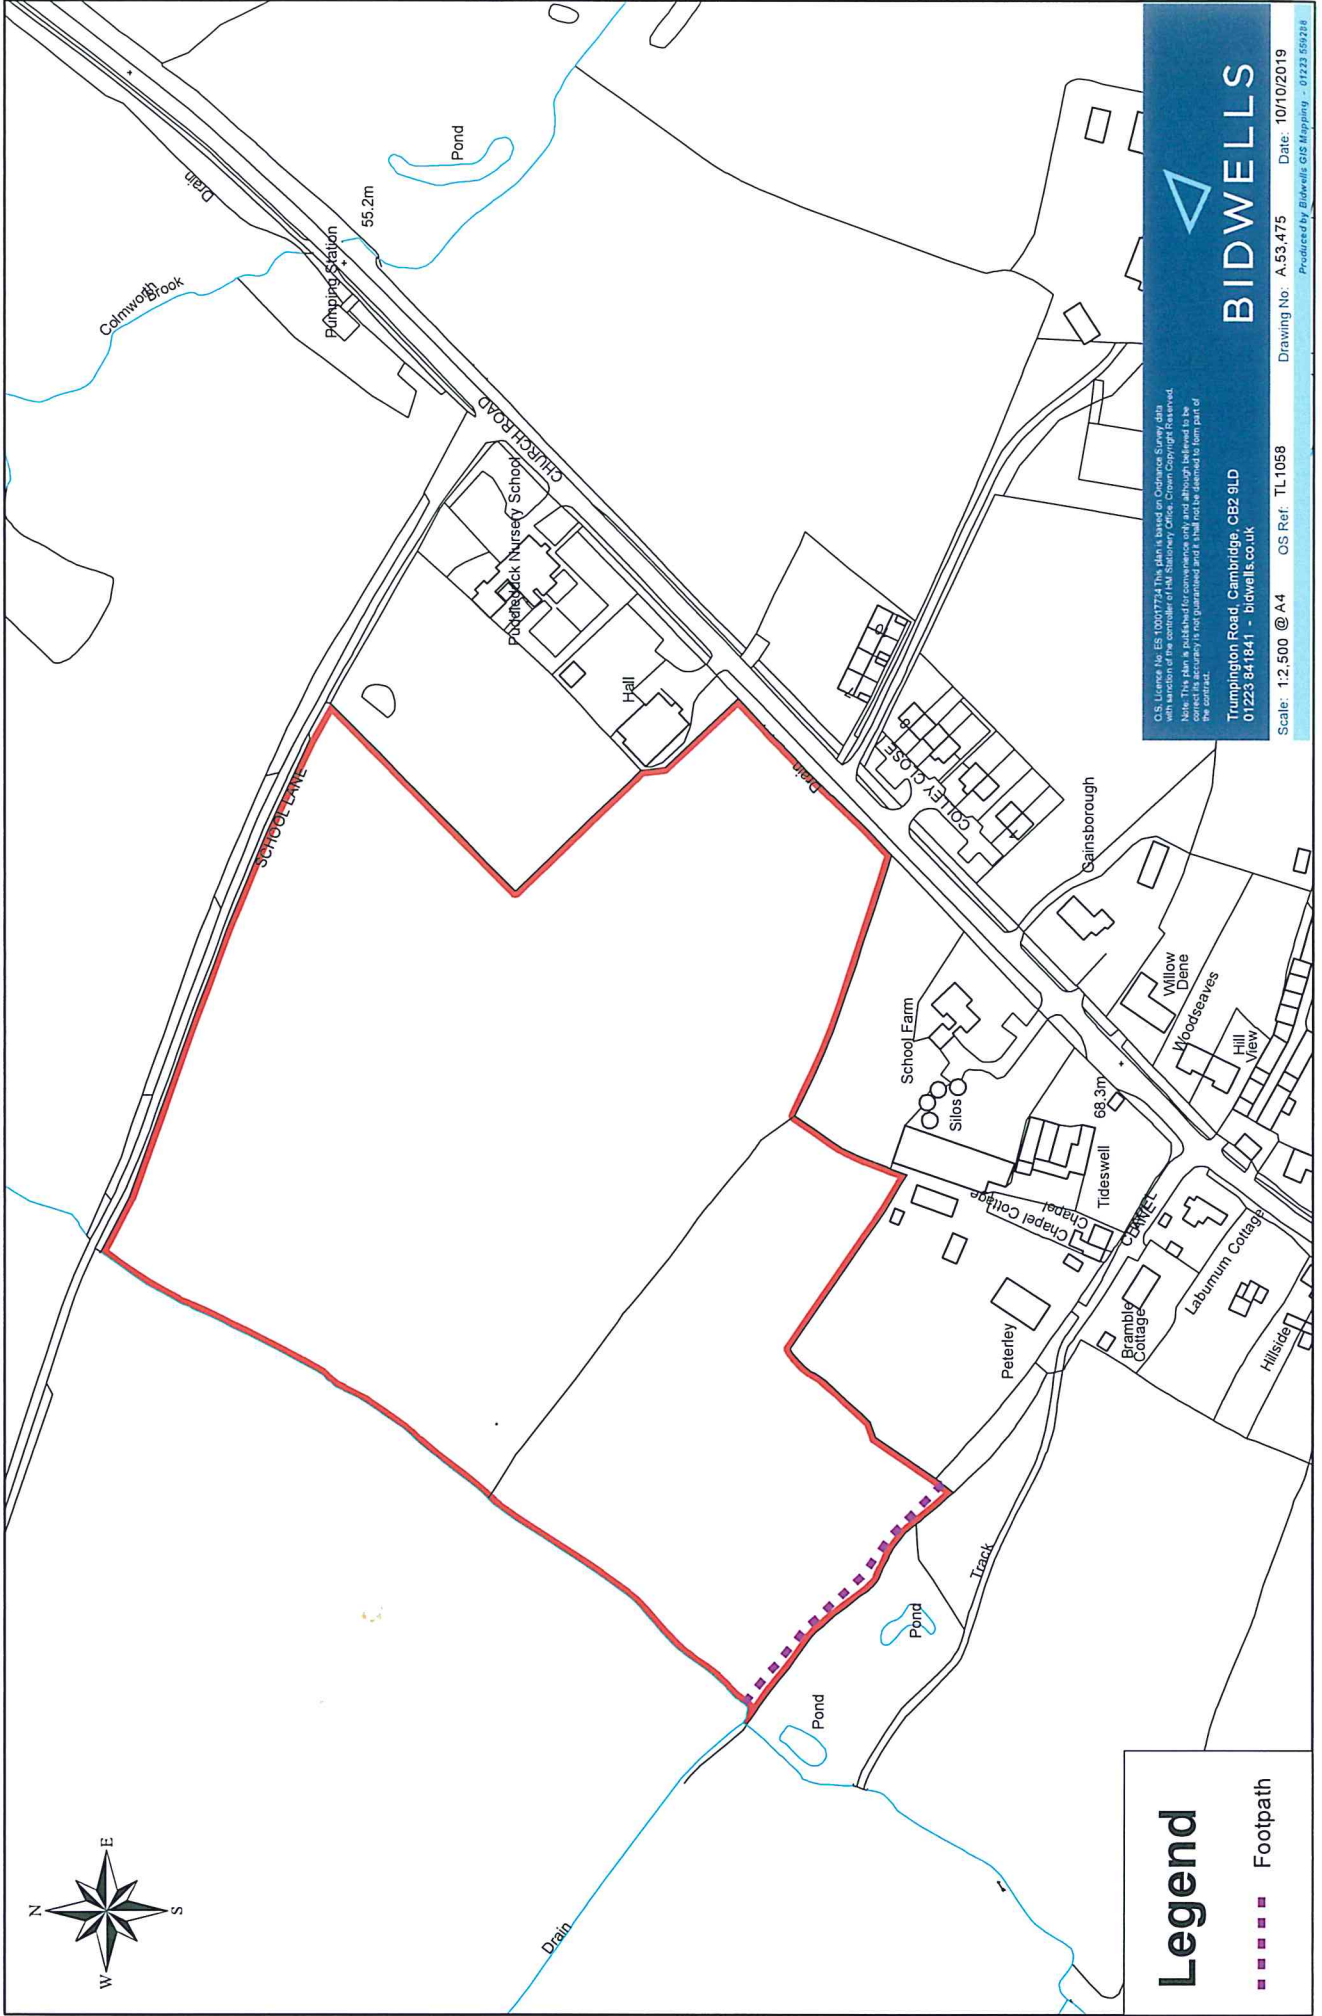 N
W
E
S
Drain
Colmworth
Brook
Drain
Pumping Station
55.2m
Pond
SCHOOL LANE
CHURCH ROAD
Puddleduck Nursery School
Hall
Drain
COLLEY CLOSE
Gainsborough
School Farm
Silos
Willow
Dene
Woodseaves
Hill
View
68.3m
Tideswell
Chapel Cottage
Chapel
Peterley
Bramble
Cottage
Laburnum Cottage
Hillside
Track
Pond
Pond
Legend
Footpath
O.S. Licence No: ES 100017734 This plan is based on Ordnance Survey data
with sanction of the controller of HM Stationery Office. Crown Copyright Reserved.
Note: This plan is published for convenience only and although believed to be
correct its accuracy is not guaranteed and it shall not be deemed to form part of
the contract.
Trumpington Road, Cambridge, CB2 9LD
01223 841841 - bidwells.co.uk
BIDWELLS
Scale: 1:2,500 @ A4 OS Ref: TL1058 Drawing No: A.53,475 Date: 10/10/2019
Produced by Bidwells GIS Mapping - 01223 559288